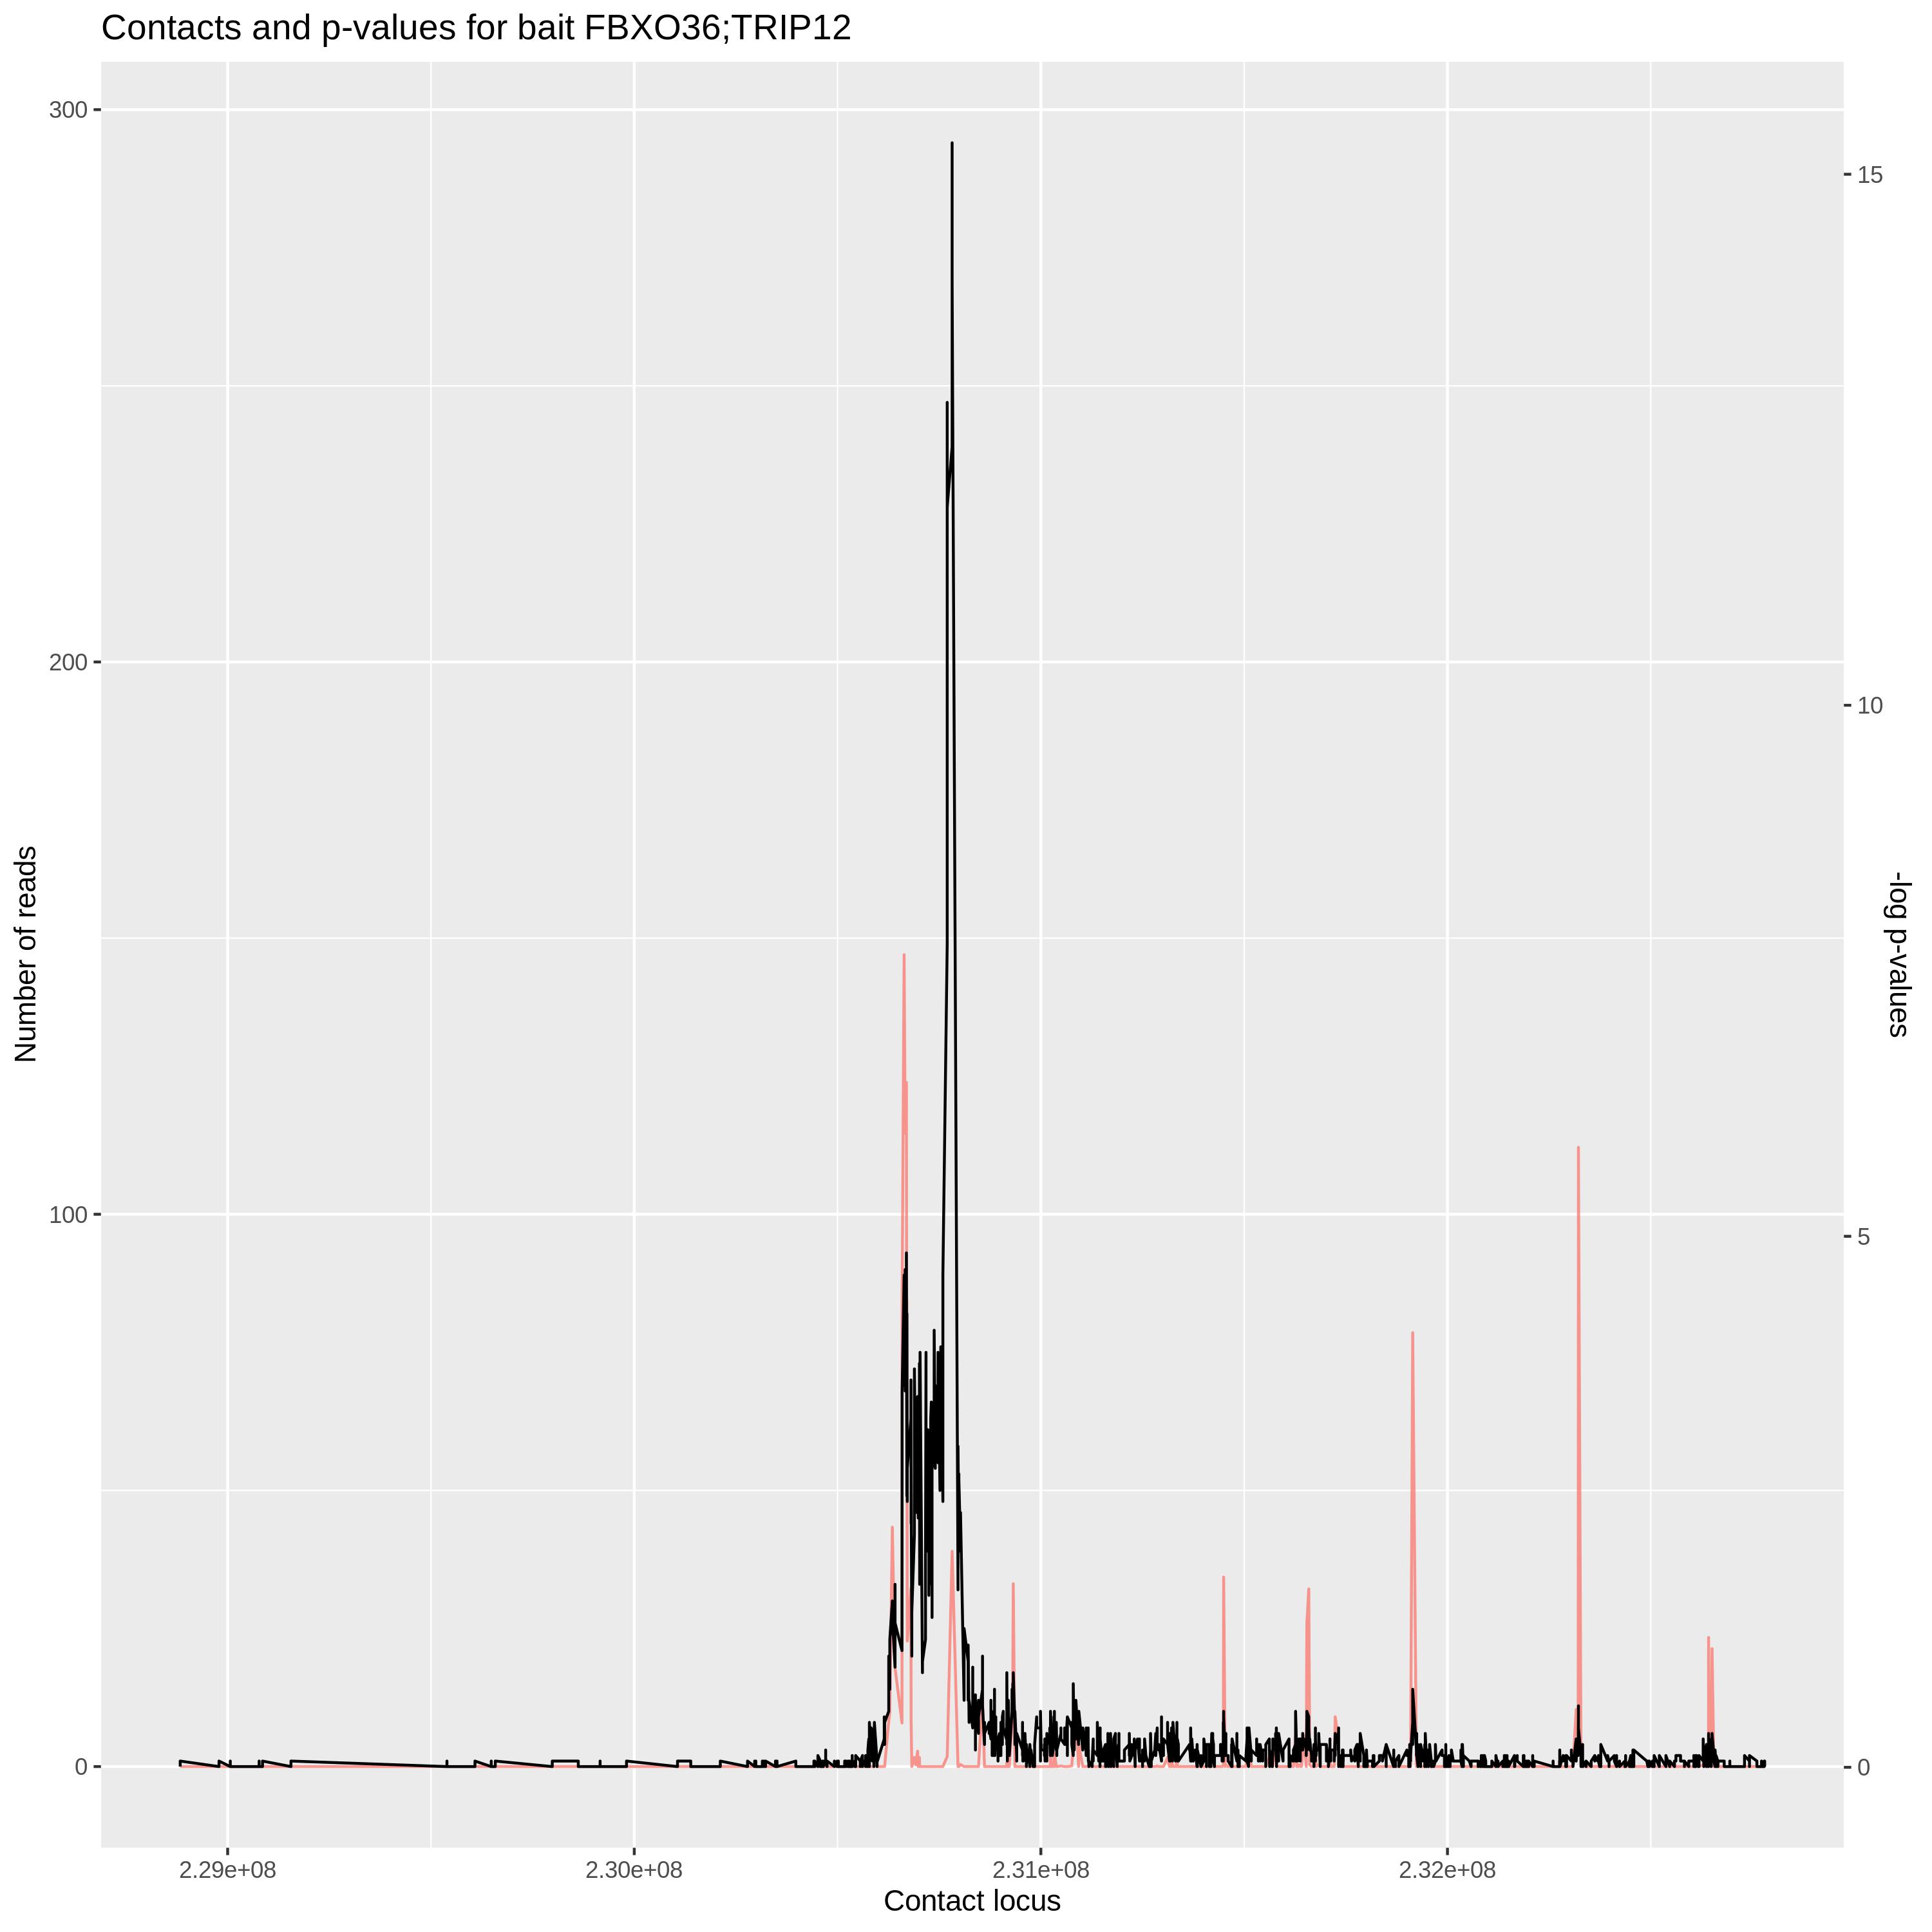 Contacts and p-values for bait FBXO36;TRIP12
300
200
100
0
Number of reads
15
10
5
0
-log p-values
2.29e+08 2.30e+08 2.31e+08 2.32e+08
Contact locus